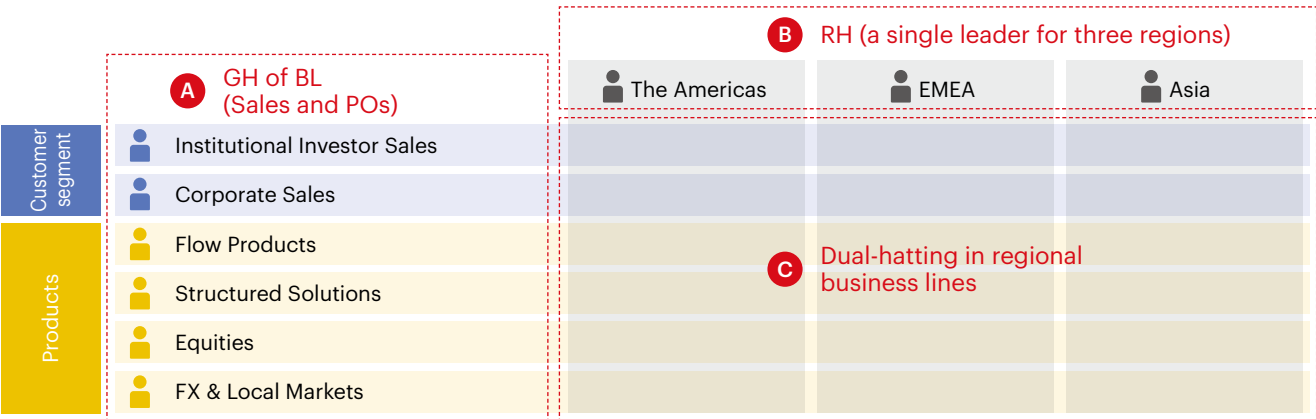 B RH (a single leader for three regions)
A GH of BL
(Sales and POs)
The Americas
EMEA
Asia
Customer
segment
Institutional Investor Sales
Corporate Sales
Products
Flow Products
Structured Solutions
Equities
FX & Local Markets
C Dual-hatting in regional
business lines